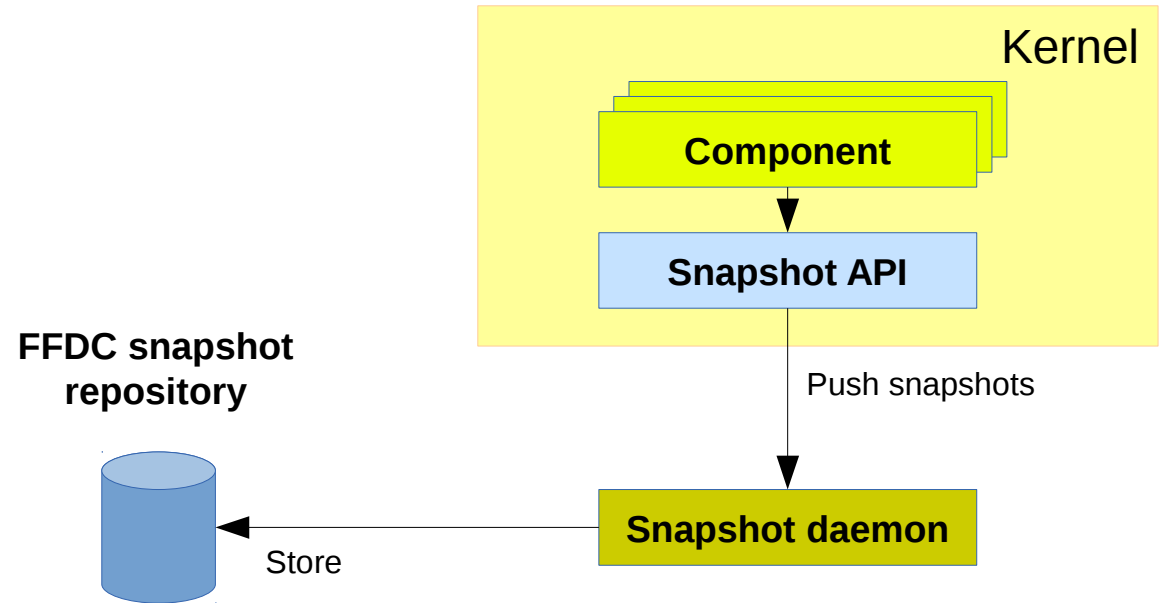 Kernel
Component
Snapshot API
FFDC snapshot
repository
Push snapshots
Snapshot daemon
Store